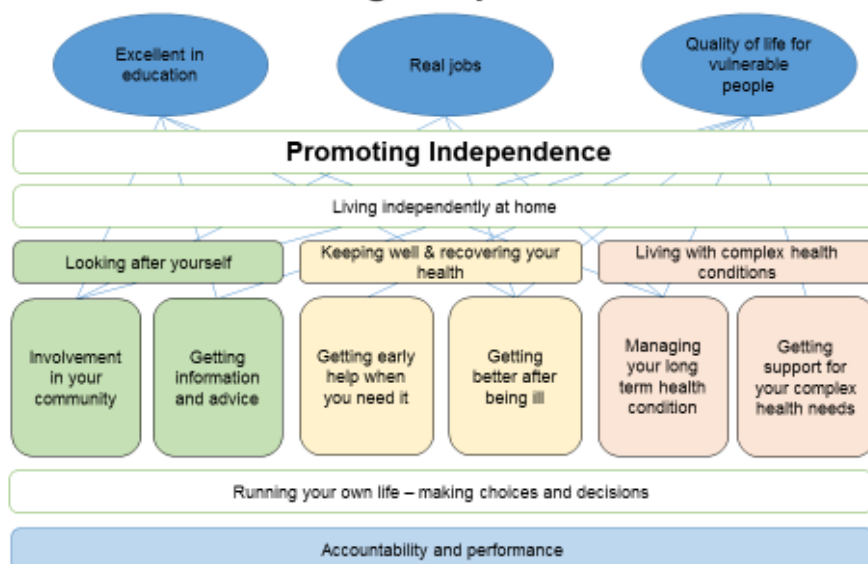 Excellent in
education
Real jobs
Quality of life for
vulnerable
people
Promoting Independence
Living independently at home
Looking after yourself
Keeping well & recovering your
health
Living with complex health
conditions
Involvement
in your
community
Getting
information
and advice
Getting early
help when
you need it
Getting
better after
being ill
Managing
your long
term health
condition
Getting
support for
your complex
health needs
Running your own life – making choices and decisions
Accountability and performance